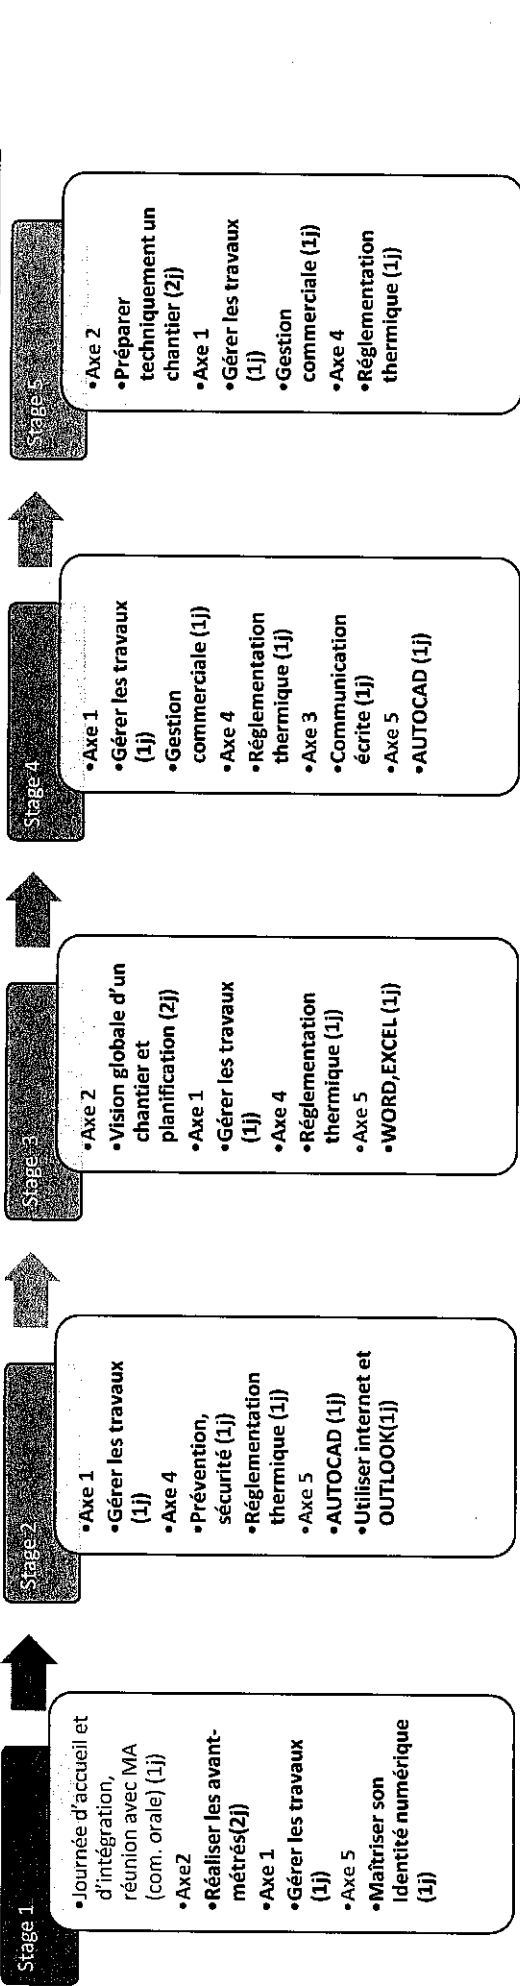 Stage 1
•Journée d'accueil et
d'intégration,
réunion avec MA
(com. orale) (1j)
•Axe2
•Réaliser les avant-
métrés(2j)
•Axe 1
•Gérer les travaux
(1j)
•Axe 5
•Maîtriser son
Identité numérique
(1j)
Stage 2
•Axe 1
•Gérer les travaux
(1j)
•Axe 4
•Prévention,
sécurité (1j)
•Réglementation
thermique (1j)
•Axe 5
•AUTOCAD (1j)
•Utiliser internet et
OUTLOOK(1j)
Stage 3
•Axe 2
•Vision globale d'un
chantier et
planification (2j)
•Axe 1
•Gérer les travaux
(1j)
•Axe 4
•Réglementation
thermique (1j)
•Axe 5
•WORD,EXCEL (1j)
Stage 4
•Axe 1
•Gérer les travaux
(1j)
•Gestion
commerciale (1j)
•Axe 4
•Réglementation
thermique (1j)
•Axe 3
•Communication
écrite (1j)
•Axe 5
•AUTOCAD (1j)
Stage 5
•Axe 2
•Préparer
techniquement un
chantier (2j)
•Axe 1
•Gérer les travaux
(1j)
•Gestion
commerciale (1j)
•Axe 4
•Réglementation
thermique (1j)